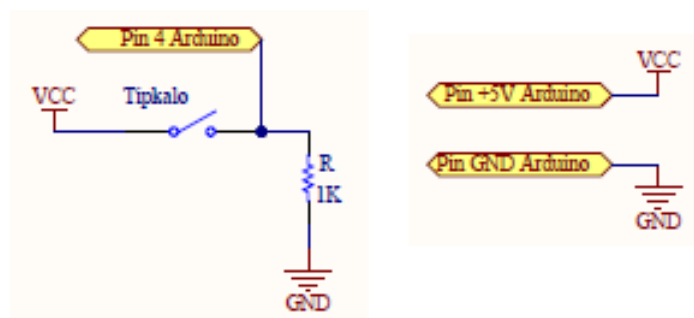 Pin 4 Arduino
VCC
Tipkalo
R
1K
GND
VCC
Pin +5V Arduino
Pin GND Arduino
GND